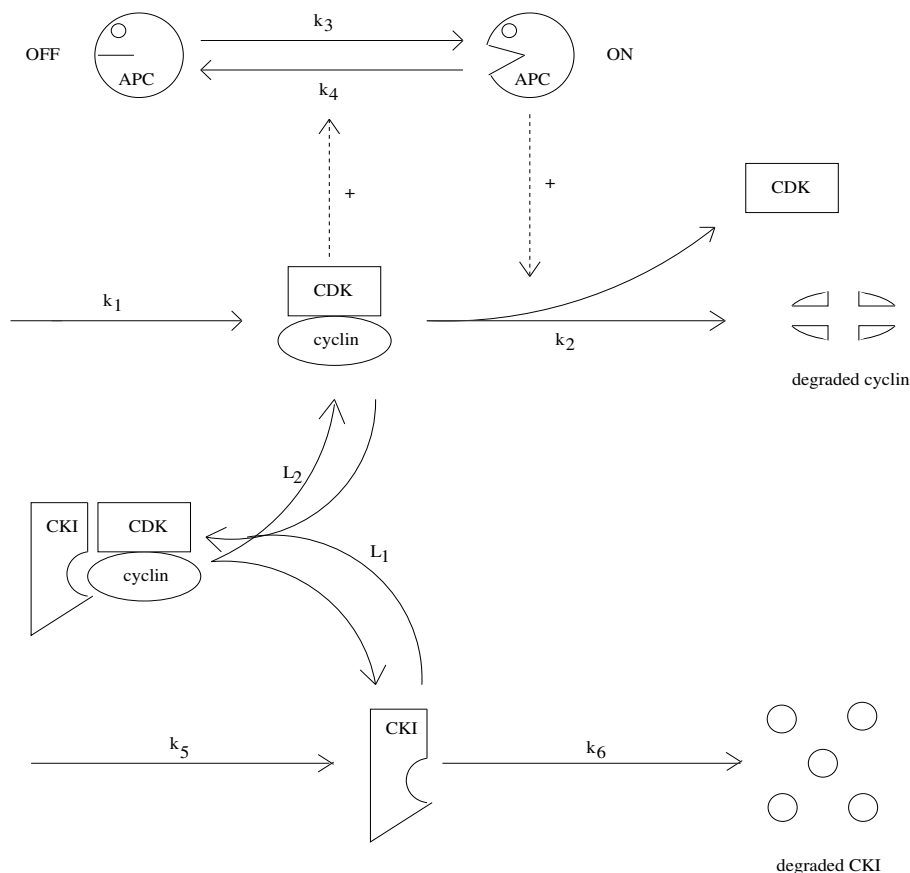 k3
OFF
APC
APC
ON
k4
+
+
CDK
k1
CDK
cyclin
k2
degraded cyclin
L2
CKI
CDK
cyclin
L1
CKI
k5
k6
degraded CKI